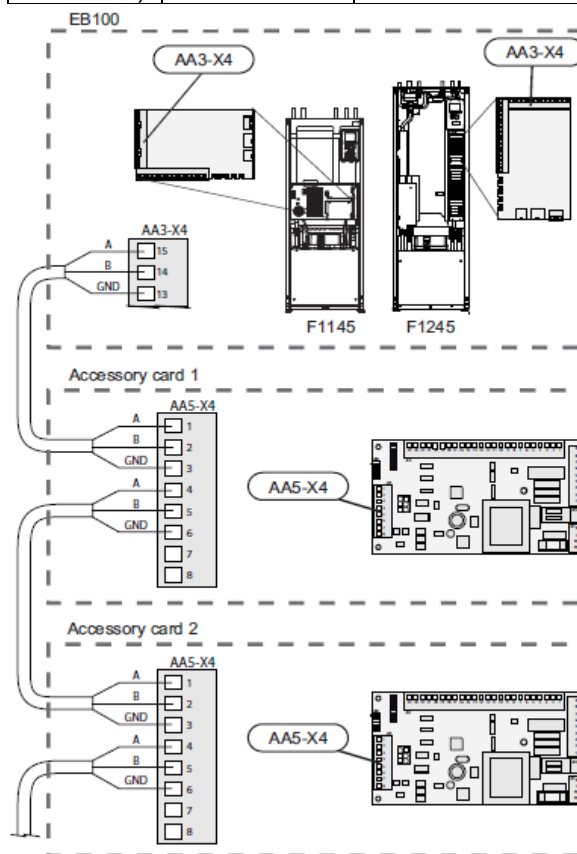 EB100
AA3-X4
AA3-X4
AA3-X4
A 15
B 14
GND 13
F1145 F1245
Accessory card 1
AA5-X4
A 1
B 2
GND 3
A 4
B 5
GND 6
7
8
AA5-X4
Accessory card 2
AA5-X4
A 1
B 2
GND 3
A 4
B 5
GND 6
7
8
AA5-X4